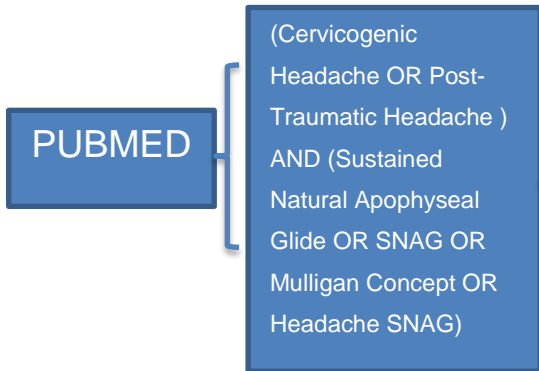 PUBMED
(Cervicogenic
Headache OR Post-
Traumatic Headache )
AND (Sustained
Natural Apophyseal
Glide OR SNAG OR
Mulligan Concept OR
Headache SNAG)